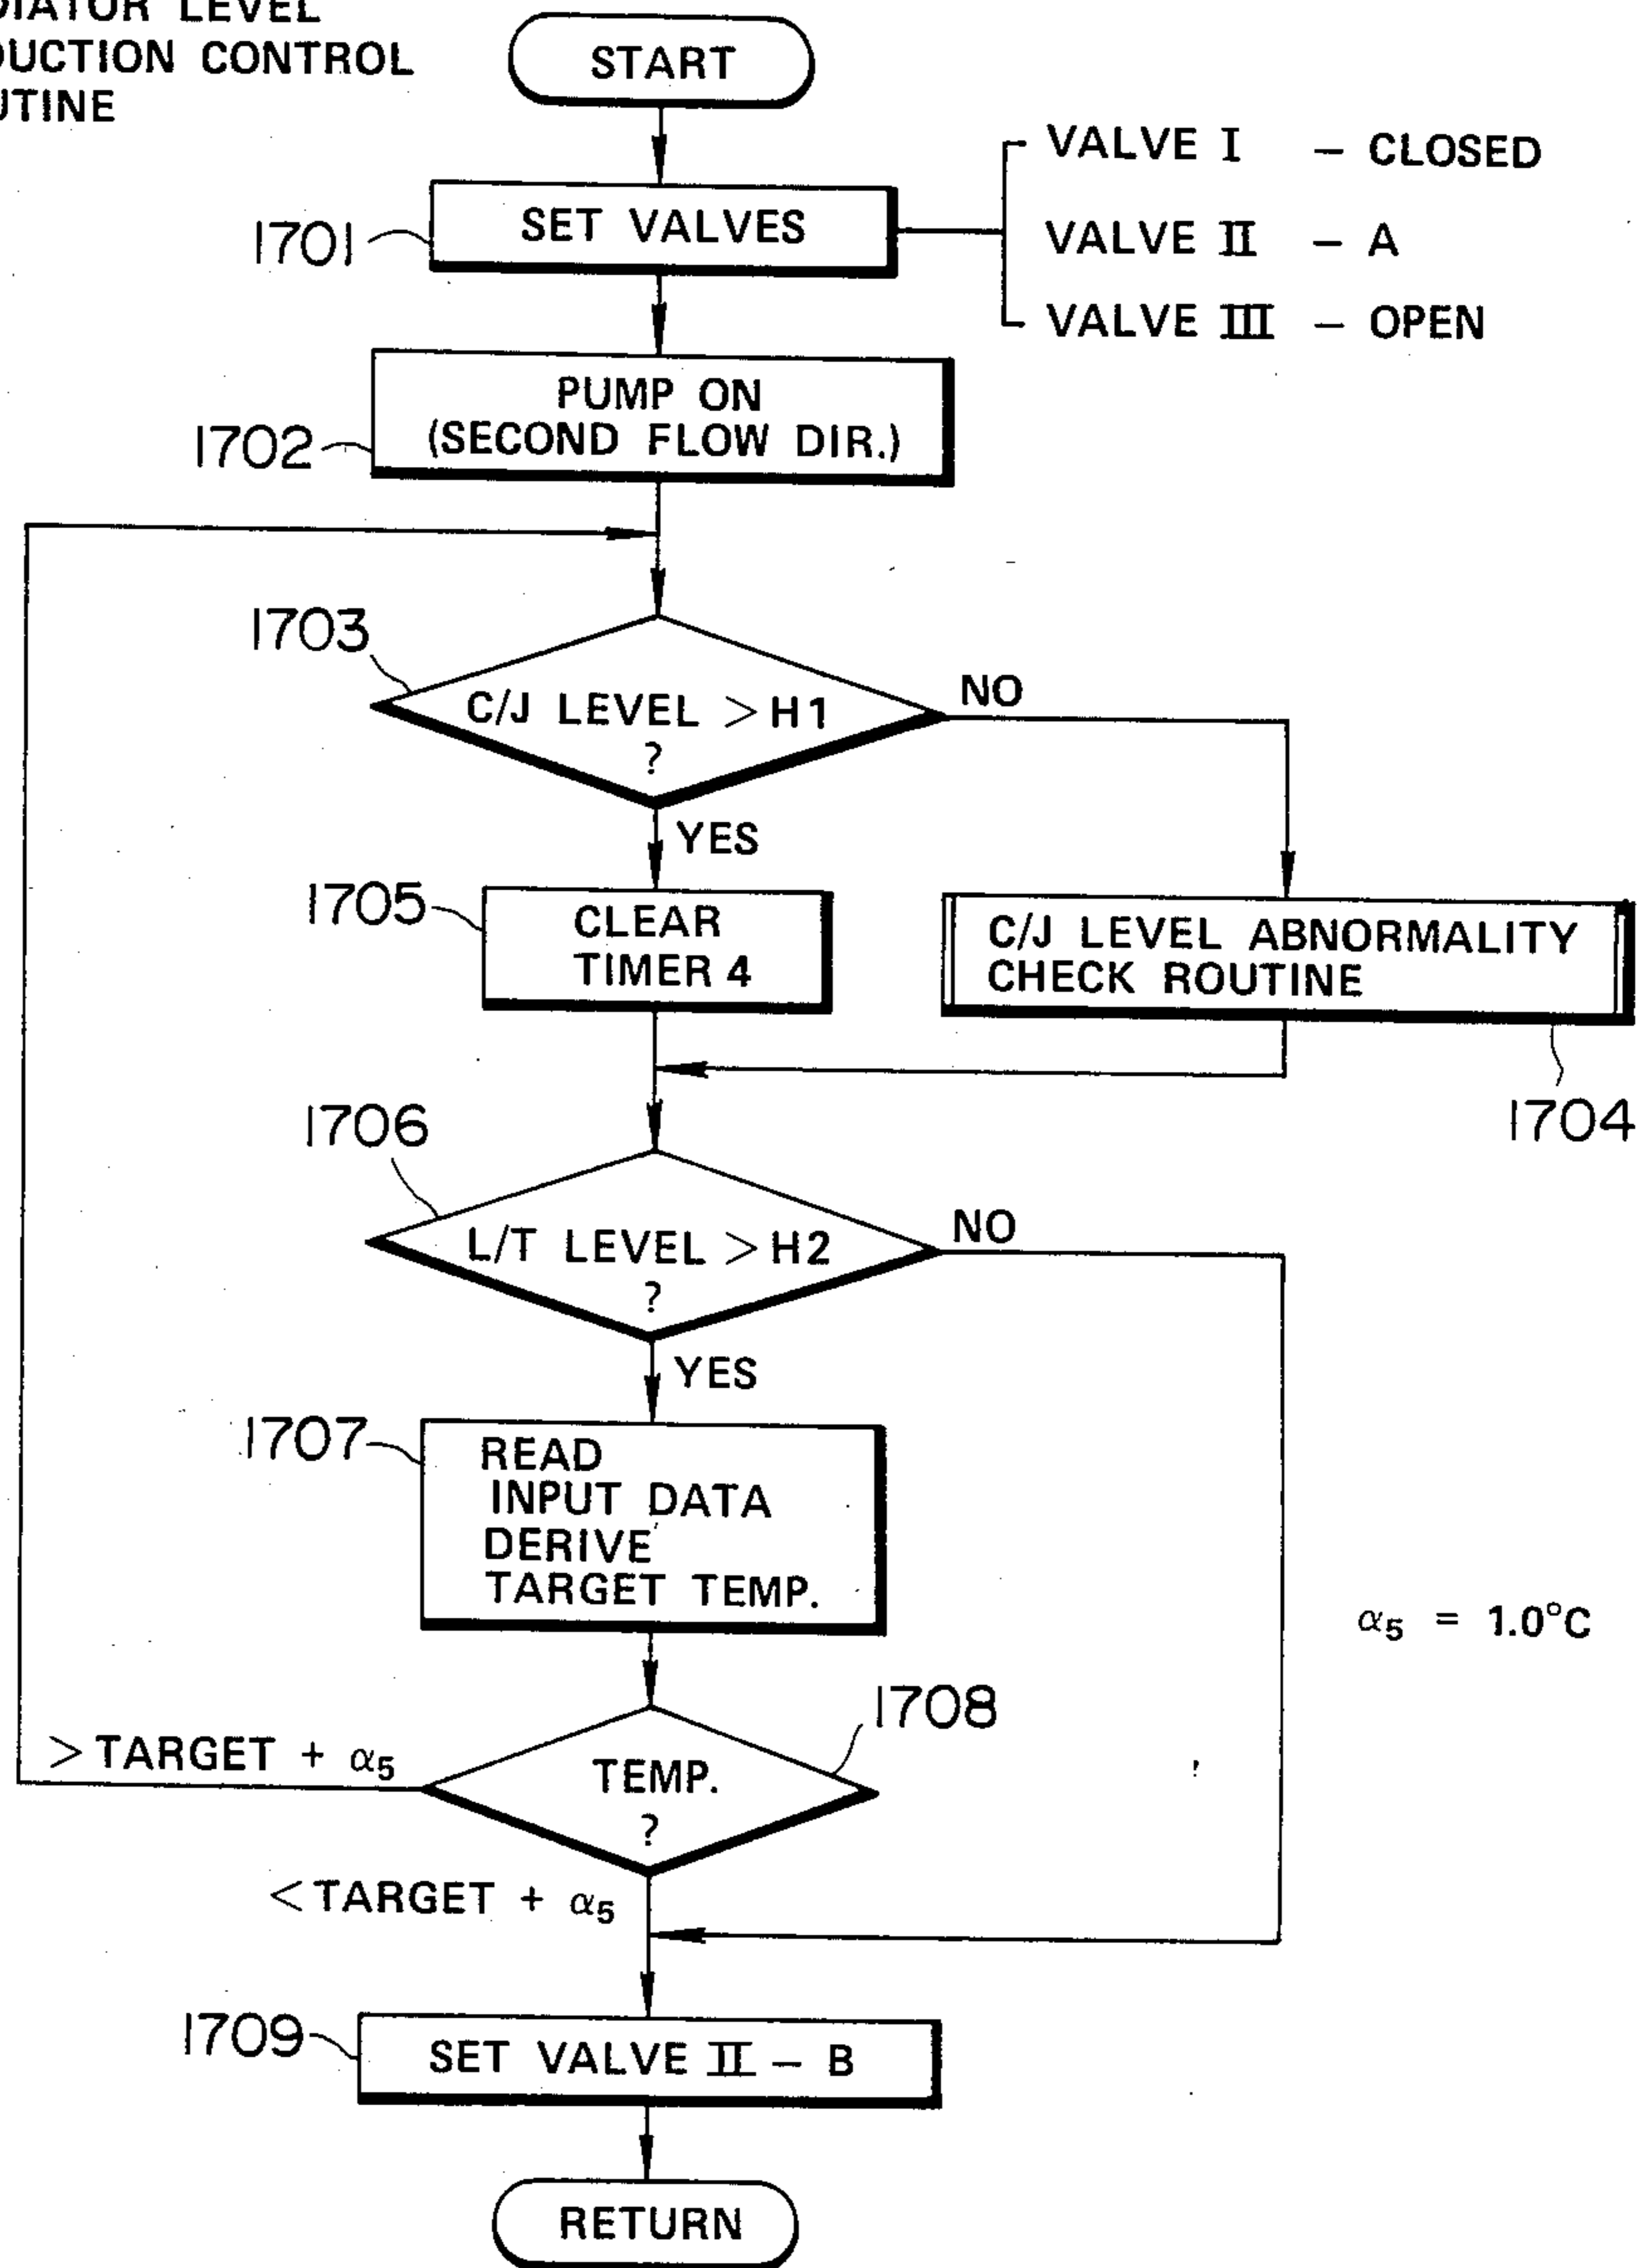 LEVEL
CONTROL
START
VALVE I – CLOSED
1701
SET VALVES
VALVE II – A
VALVE III – OPEN
PUMP ON
1702
(SECOND FLOW DIR.)
1703
NO
C/J LEVEL > H1
?
YES
1705
CLEAR
TIMER 4
C/J LEVEL ABNORMALITY
CHECK ROUTINE
1704
1706
NO
L/T LEVEL > H2
?
YES
1707
READ
INPUT DATA
DERIVE
TARGET TEMP.
α5 = 1.0°C
1708
> TARGET + α5
TEMP.
?
< TARGET + α5
1709
SET VALVE II – B
RETURN